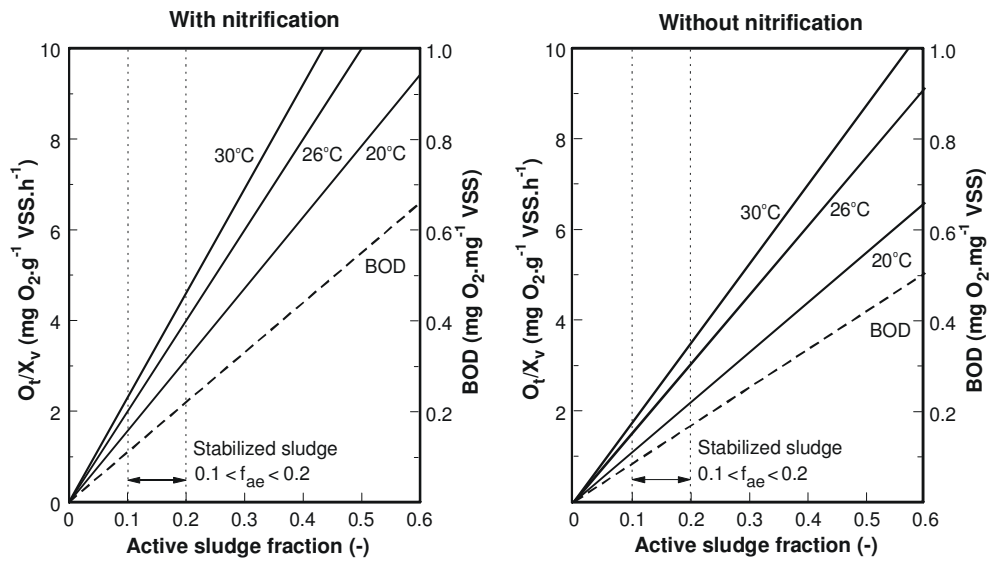 With nitrification
10
8
6
4
2
0
Oₜ/Xᵥ (mg O₂.g⁻¹ VSS.h⁻¹)
30°C
26°C
20°C
BOD
Stabilized sludge
0.1 < fₐₑ < 0.2
1.0
0.8
0.6
0.4
0.2
BOD (mg O₂.mg⁻¹ VSS)
0 0.1 0.2 0.3 0.4 0.5 0.6
Active sludge fraction (-)
Without nitrification
10
8
6
4
2
0
Oₜ/Xᵥ (mg O₂.g⁻¹ VSS.h⁻¹)
30°C
26°C
20°C
BOD
Stabilized sludge
0.1 < fₐₑ < 0.2
1.0
0.8
0.6
0.4
0.2
BOD (mg O₂.mg⁻¹ VSS)
0 0.1 0.2 0.3 0.4 0.5 0.6
Active sludge fraction (-)